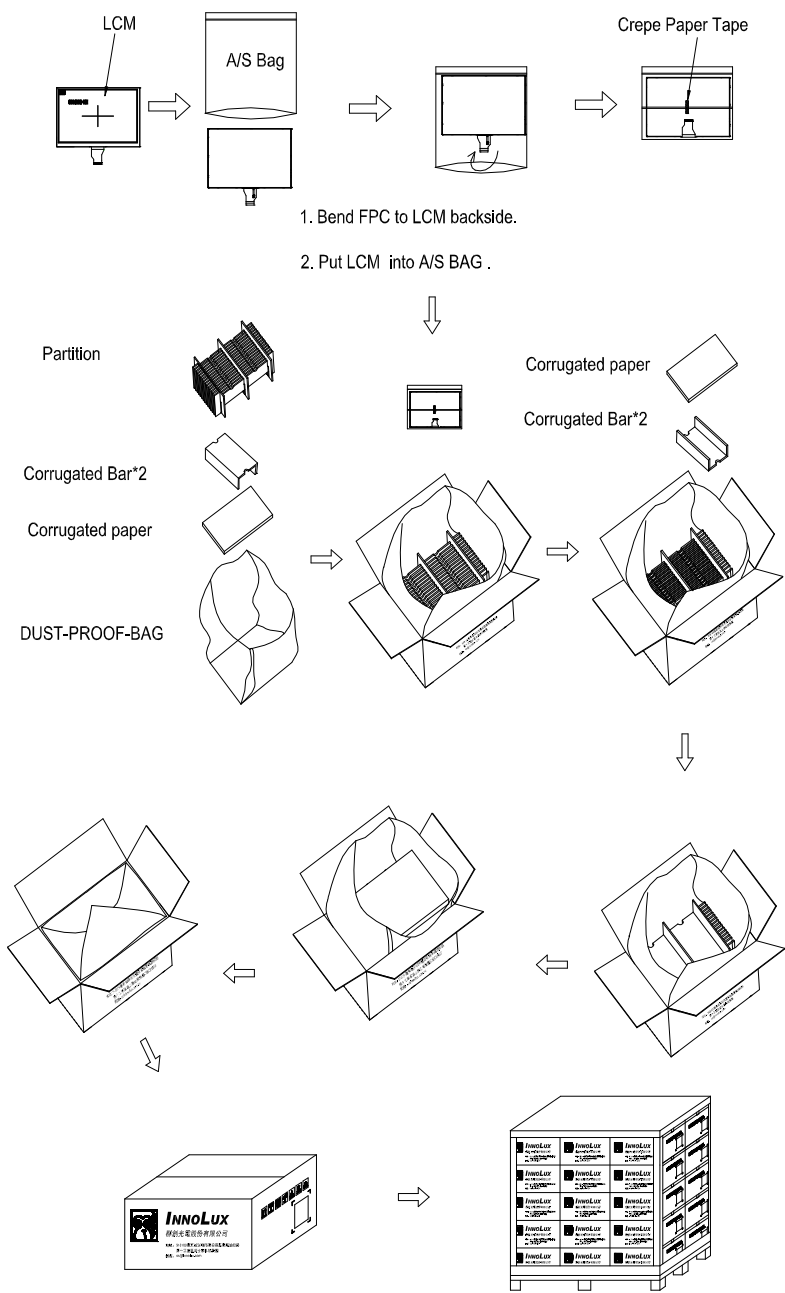 LCM
A/S Bag
Crepe Paper Tape
1. Bend FPC to LCM backside.
2. Put LCM into A/S BAG .
Partition
Corrugated paper
Corrugated Bar*2
Corrugated Bar*2
Corrugated paper
DUST-PROOF-BAG
INNOLUX
群創光電股份有限公司
INNOLUX INNOLUX INNOLUX
INNOLUX INNOLUX INNOLUX
INNOLUX INNOLUX INNOLUX
INNOLUX INNOLUX INNOLUX
INNOLUX INNOLUX INNOLUX